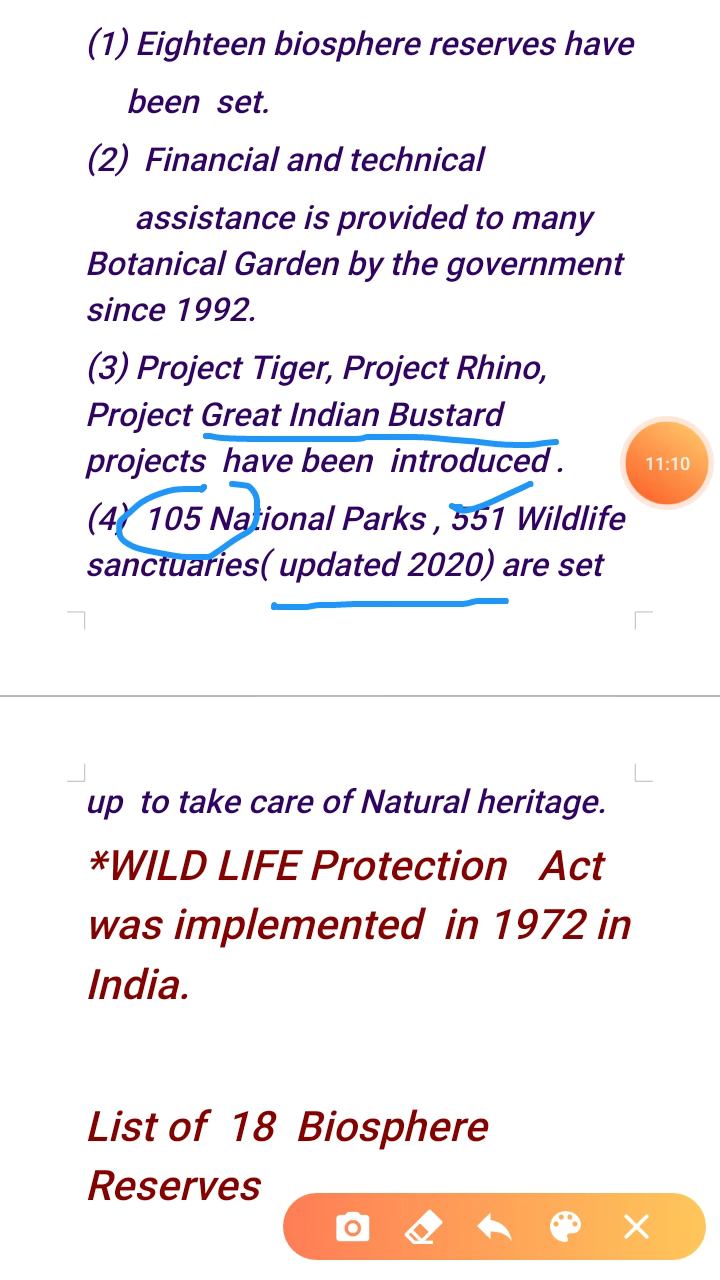 (1) Eighteen biosphere reserves have
been set.
(2) Financial and technical
assistance is provided to many
Botanical Garden by the government
since 1992.
(3) Project Tiger, Project Rhino,
Project Great Indian Bustard
projects have been introduced .
11:10
(4) 105 National Parks , 551 Wildlife
sanctuaries( updated 2020) are set
up to take care of Natural heritage.
*WILD LIFE Protection Act
was implemented in 1972 in
India.
List of 18 Biosphere
Reserves